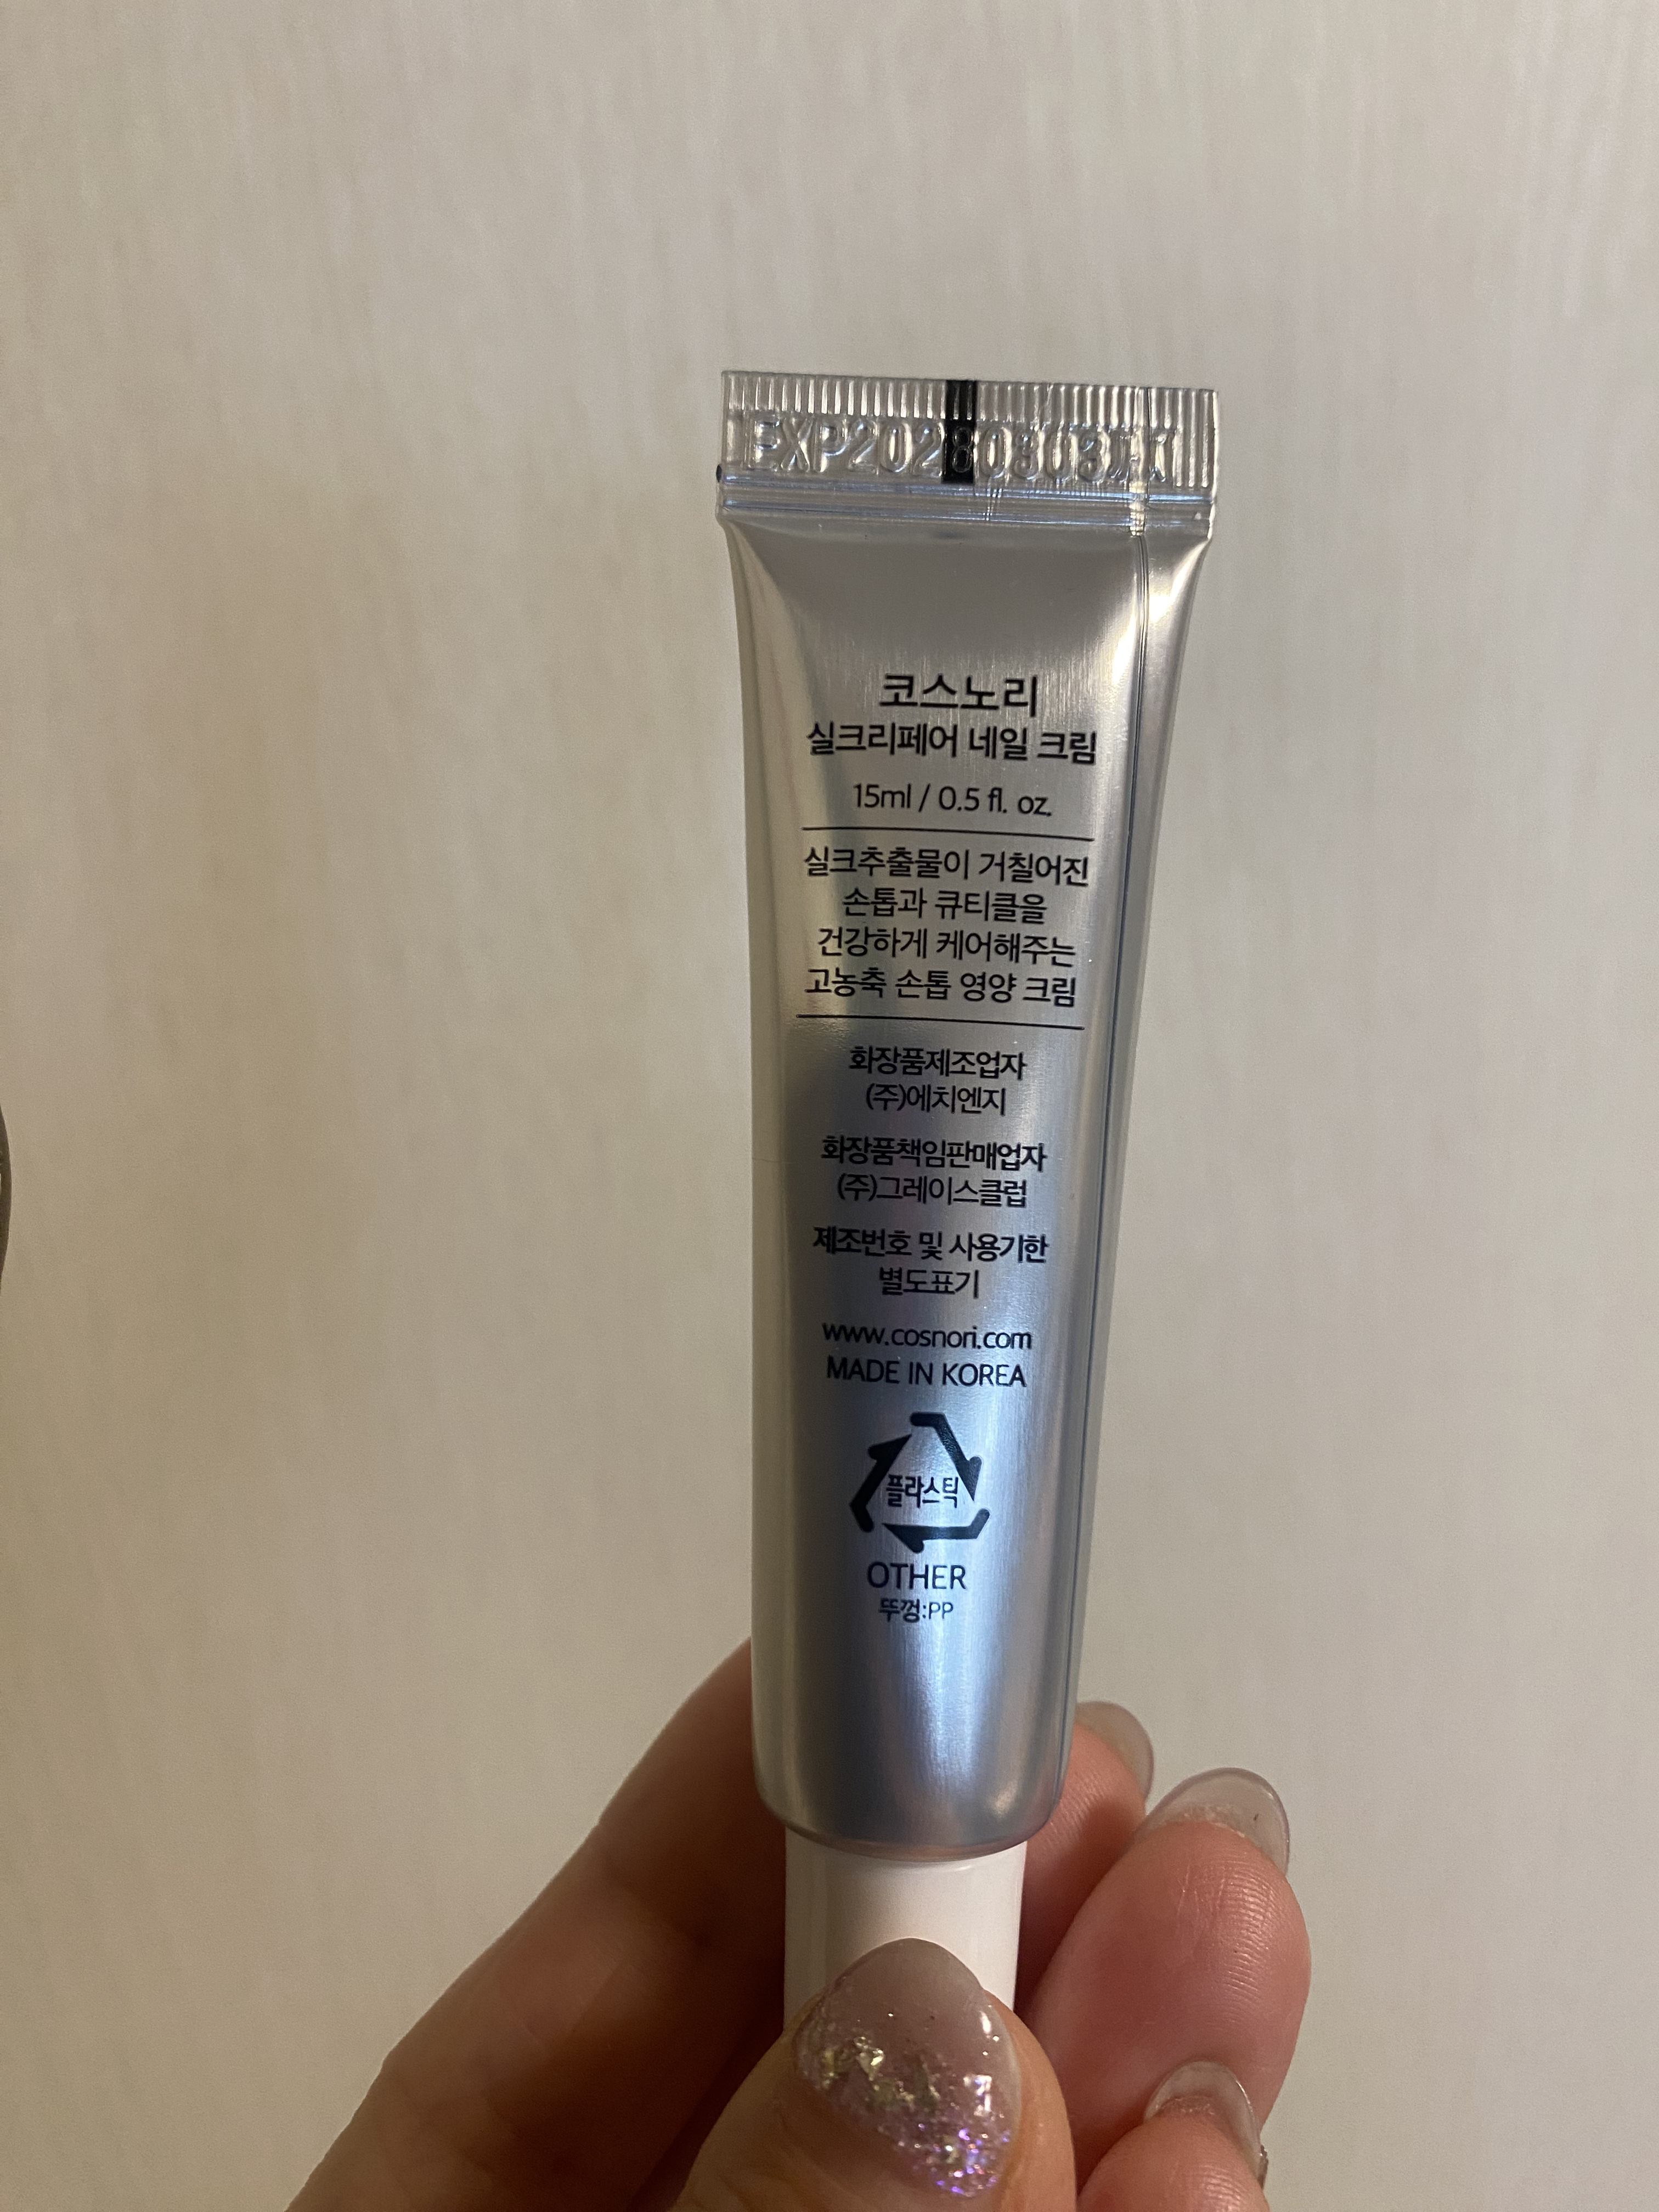 EXP20280303
코스노리
실크리페어 네일 크림
15ml / 0.5 fl. oz.
실크추출물이 거칠어진
손톱과 큐티클을
건강하게 케어해주는
고농축 손톱 영양 크림
화장품제조업자
(주)에치엔지
화장품책임판매업자
(주)그레이스클럽
제조번호 및 사용기한
별도표기
www.cosnori.com
MADE IN KOREA
플라스틱
OTHER
뚜껑:PP